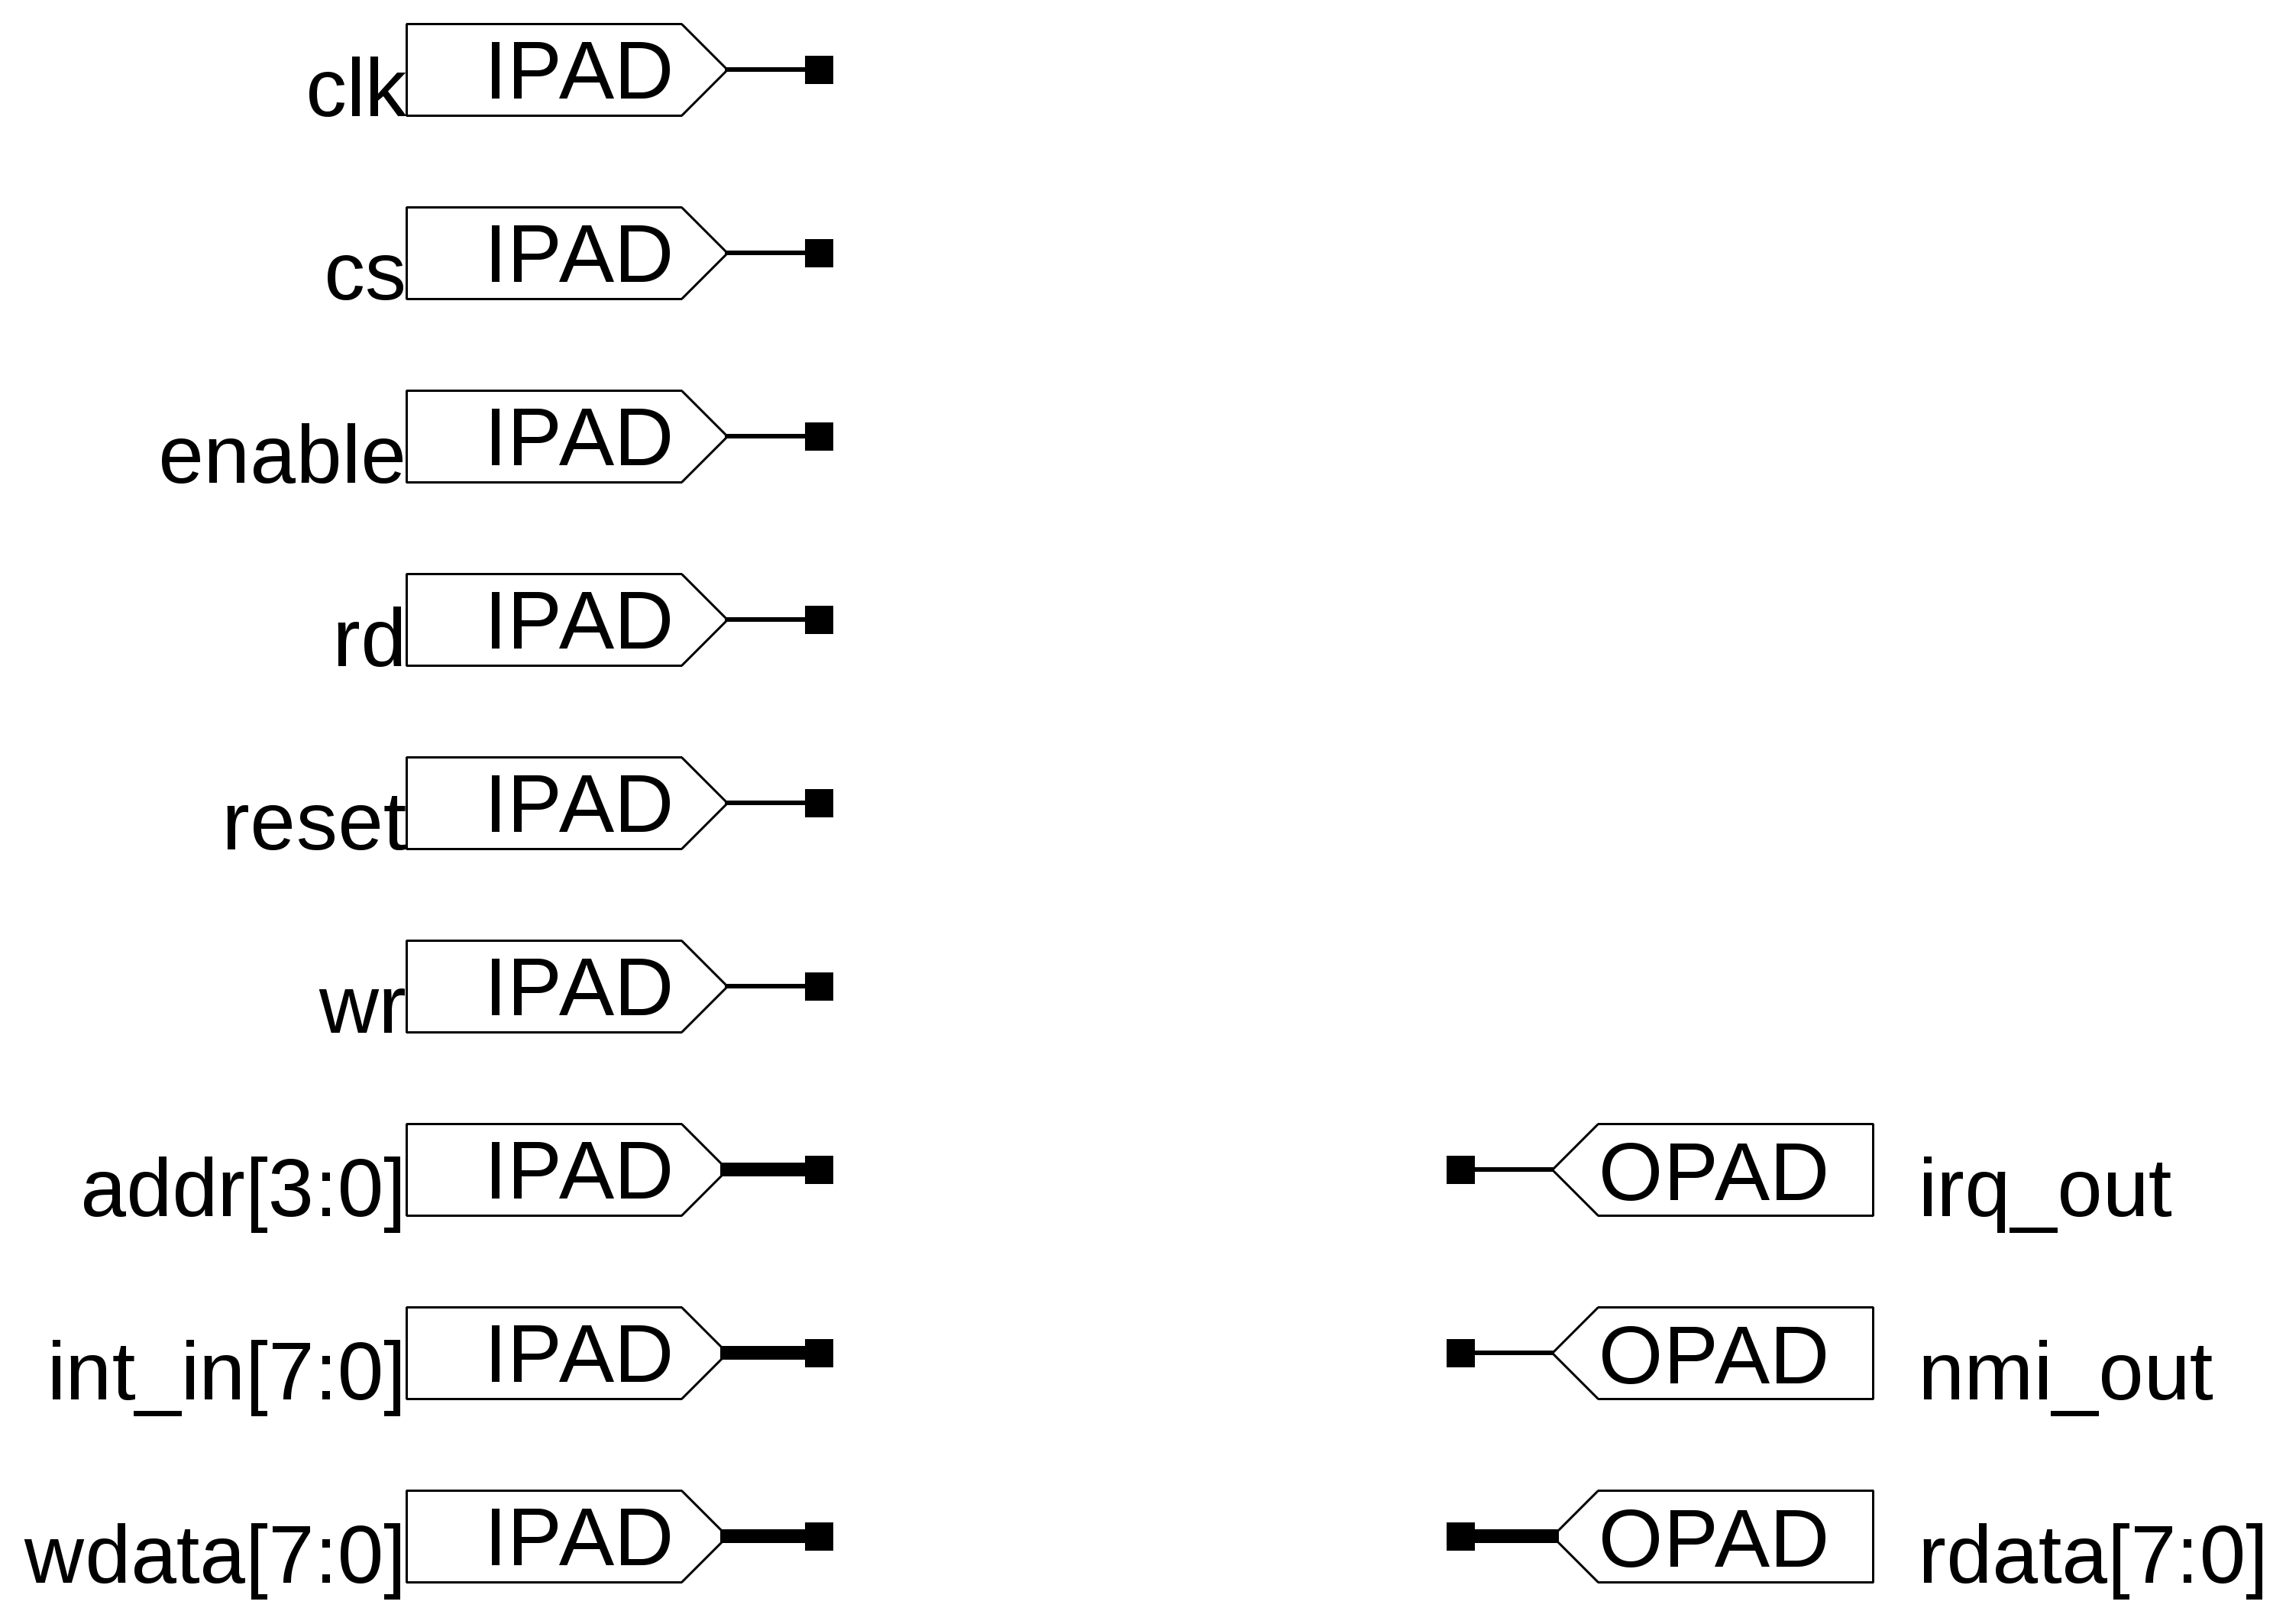 clk IPAD
cs IPAD
enable IPAD
rd IPAD
reset IPAD
wr IPAD
addr[3:0] IPAD OPAD irq_out
int_in[7:0] IPAD OPAD nmi_out
wdata[7:0] IPAD OPAD rdata[7:0]